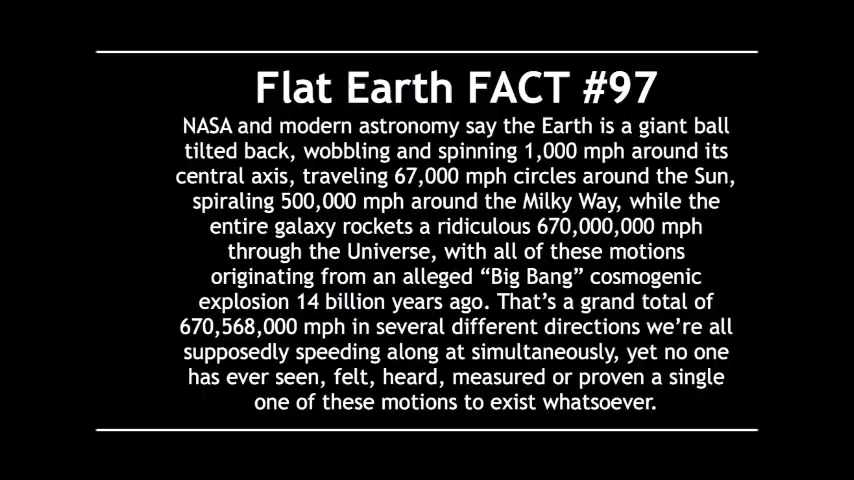 Flat Earth FACT #97
NASA and modern astronomy say the Earth is a giant ball
tilted back, wobbling and spinning 1,000 mph around its
central axis, traveling 67,000 mph circles around the Sun,
spiraling 500,000 mph around the Milky Way, while the
entire galaxy rockets a ridiculous 670,000,000 mph
through the Universe, with all of these motions
originating from an alleged “Big Bang” cosmogenic
explosion 14 billion years ago. That’s a grand total of
670,568,000 mph in several different directions we’re all
supposedly speeding along at simultaneously, yet no one
has ever seen, felt, heard, measured or proven a single
one of these motions to exist whatsoever.